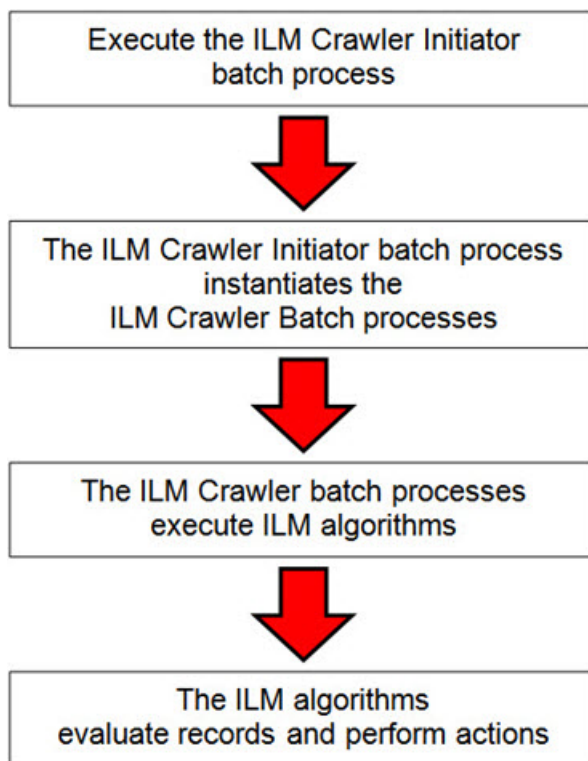 Execute the ILM Crawler Initiator
batch process
The ILM Crawler Initiator batch process
instantiates the
ILM Crawler Batch processes
The ILM Crawler batch processes
execute ILM algorithms
The ILM algorithms
evaluate records and perform actions